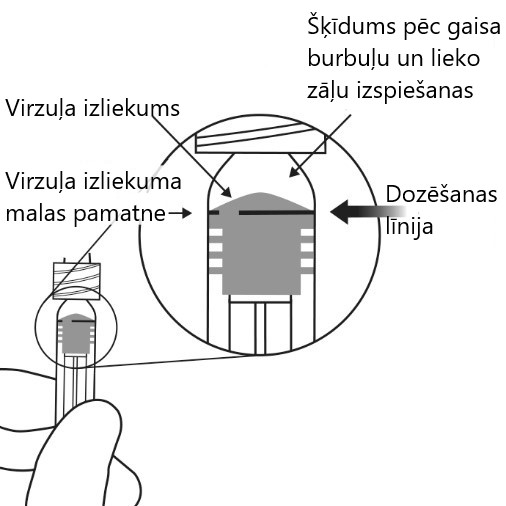 Šķīdums pēc gaisa
burbuļu un lieko
zāļu izspiešanas
Virzuļa izliekums
Virzuļa izliekuma
malas pamatne
Dozēšanas
līnija